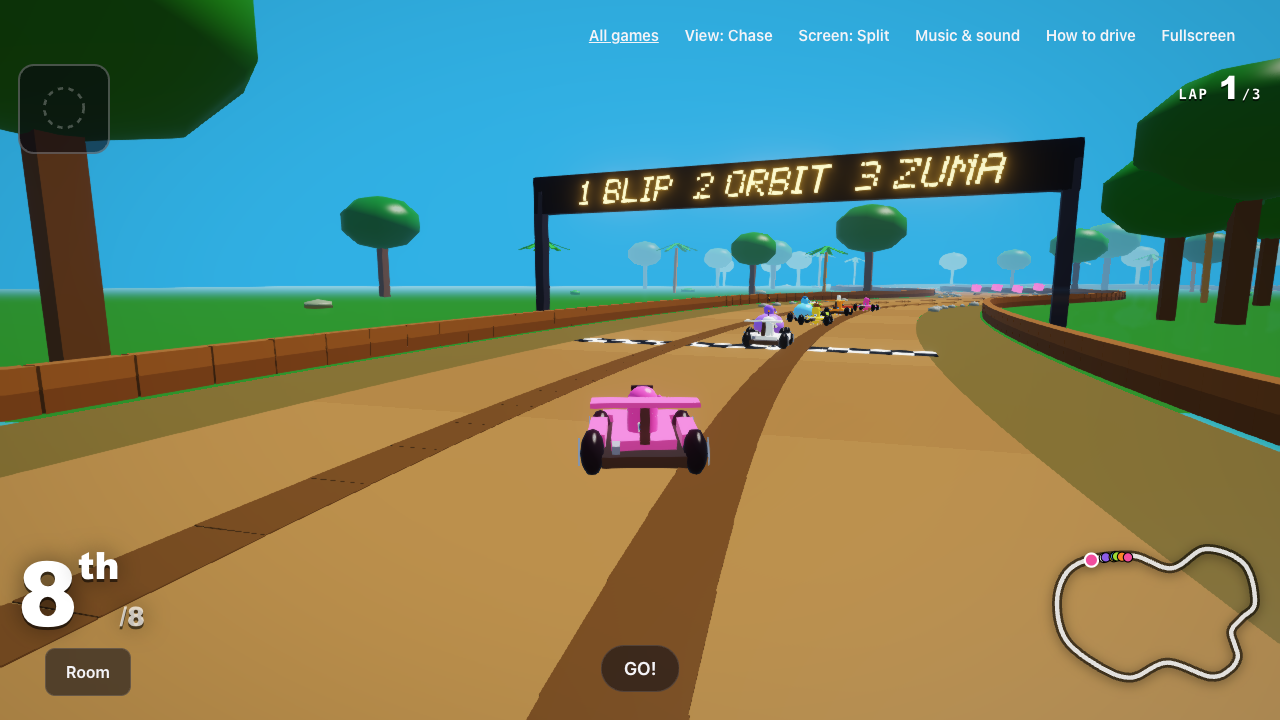 All games View: Chase Screen: Split Music & sound How to drive Fullscreen
LAP 1/3
1 BLIP 2 ORBIT 3 ZUMA
8th/8
Room
GO!